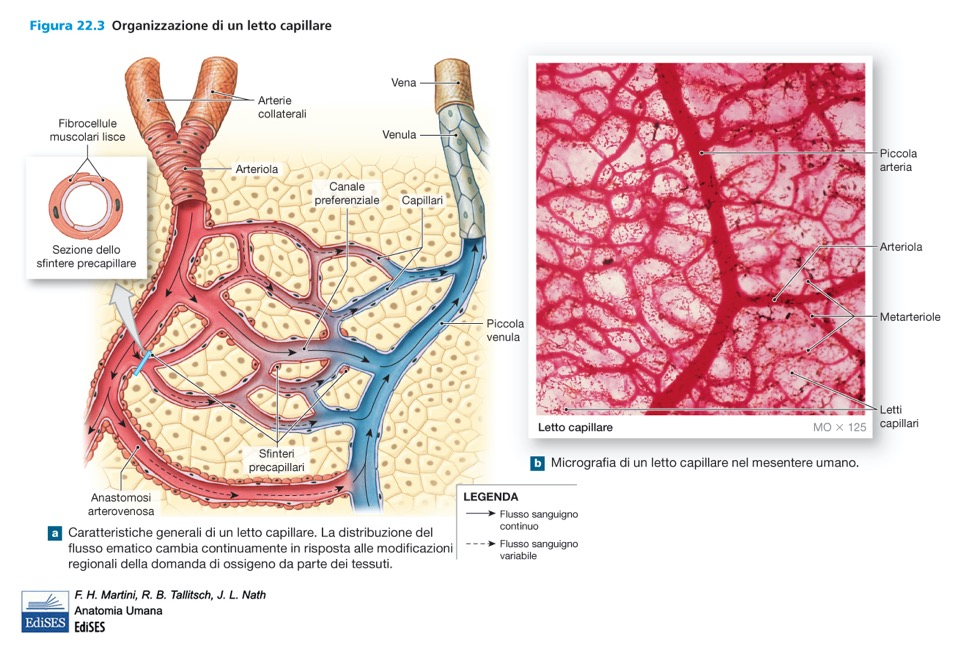 Figura 22.3 Organizzazione di un letto capillare
Arterie
collaterali
Fibrocellule
muscolari lisce
Arteriola
Sezione dello
sfintere precapillare
Canale
preferenziale
Capillari
Vena
Venula
Piccola
venula
Sfinteri
precapillari
Anastomosi
arterovenosa
a Caratteristiche generali di un letto capillare. La distribuzione del
flusso ematico cambia continuamente in risposta alle modificazioni
regionali della domanda di ossigeno da parte dei tessuti.
LEGENDA
Flusso sanguigno
continuo
Flusso sanguigno
variabile
Piccola
arteria
Arteriola
Metarteriole
Letti
capillari
Letto capillare
MO × 125
b Micrografia di un letto capillare nel mesentere umano.
EdiSES
F. H. Martini, R. B. Tallitsch, J. L. Nath
Anatomia Umana
EdiSES